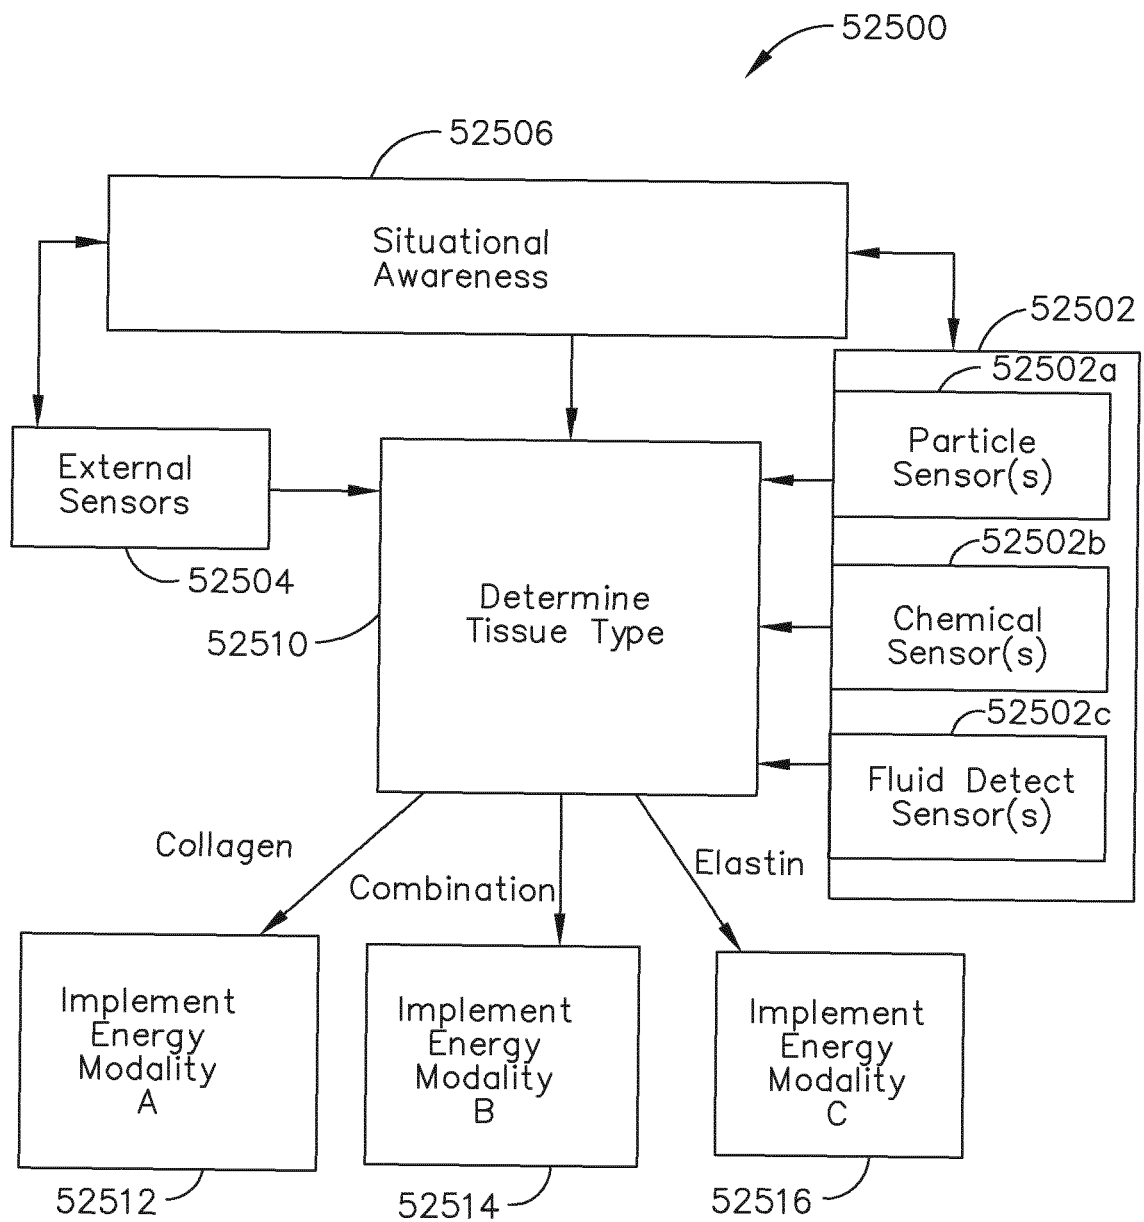 52500
52506
Situational
Awareness
52502
52502a
Particle
Sensor(s)
External
Sensors
52504
52510
Determine
Tissue Type
52502b
Chemical
Sensor(s)
52502c
Fluid Detect
Sensor(s)
Collagen
Combination
Elastin
Implement
Energy
Modality
A
Implement
Energy
Modality
B
Implement
Energy
Modality
C
52512
52514
52516